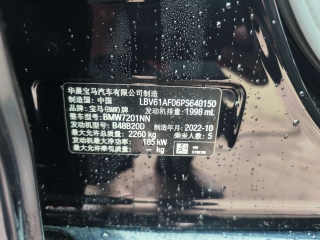 华晨宝马汽车有限公司制造
制造国：中国 LBV61AF06PS640150
品牌：宝马(BMW)牌 发动机排量：1998 mL
整车型号：BMW7201NN
发动机型号：B48B20D 制造年月：2022-10
最大允许总质量：2260 kg 乘坐人数：5
最大净功率：185 kW